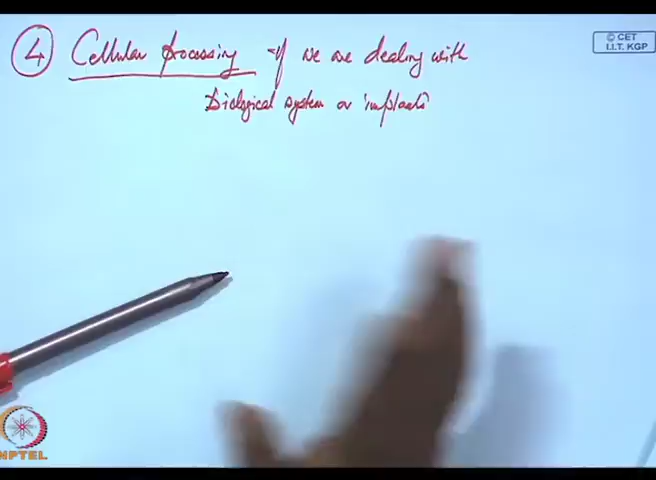 4 Cellular processing if we are dealing with
Biological system or implants
© CET
I.I.T. KGP
NPTEL